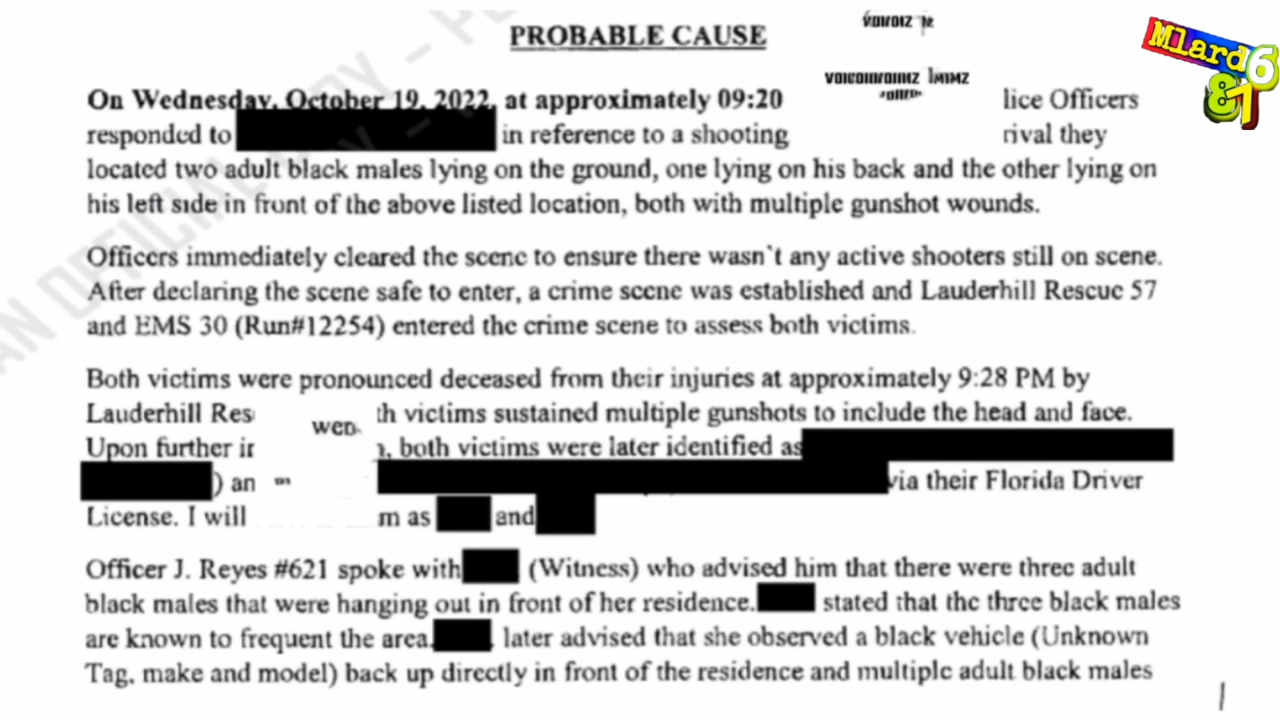 PROBABLE CAUSE
Mlard6
81
On Wednesday, October 19, 2022, at approximately 09:20 lice Officers
responded to in reference to a shooting rival they
located two adult black males lying on the ground, one lying on his back and the other lying on
his left side in front of the above listed location, both with multiple gunshot wounds.
Officers immediately cleared the scene to ensure there wasn't any active shooters still on scene.
After declaring the scene safe to enter, a crime scene was established and Lauderhill Rescue 57
and EMS 30 (Run#12254) entered the crime scene to assess both victims.
Both victims were pronounced deceased from their injuries at approximately 9:28 PM by
Lauderhill Res th victims sustained multiple gunshots to include the head and face.
Upon further in , both victims were later identified as
) an via their Florida Driver
License. I will m as and
Officer J. Reyes #621 spoke with (Witness) who advised him that there were three adult
black males that were hanging out in front of her residence. stated that the three black males
are known to frequent the area. later advised that she observed a black vehicle (Unknown
Tag, make and model) back up directly in front of the residence and multiple adult black males